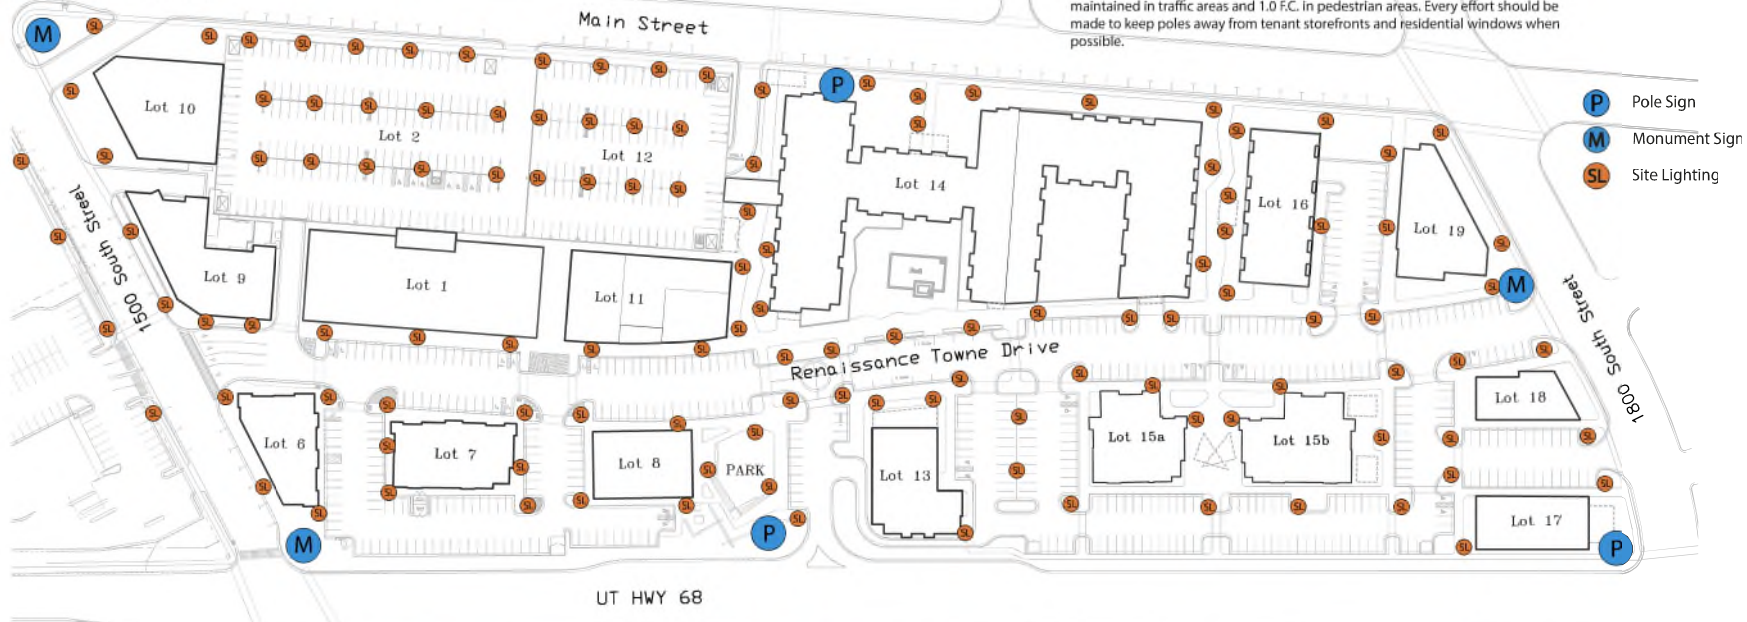 maintained in traffic areas and 1.0 F.C. in pedestrian areas. Every effort should be
made to keep poles away from tenant storefronts and residential windows when
possible.
P Pole Sign
M Monument Sign
SL Site Lighting
Main Street
M
P
Lot 10
Lot 2
Lot 12
Lot 14
Lot 16
Lot 19
1500 South Street
Lot 9
Lot 1
Lot 11
M
1800 South Street
Renaissance Towne Drive
Lot 6
Lot 7
Lot 8
PARK
Lot 13
Lot 15a
Lot 15b
Lot 18
Lot 17
M
P
P
UT HWY 68